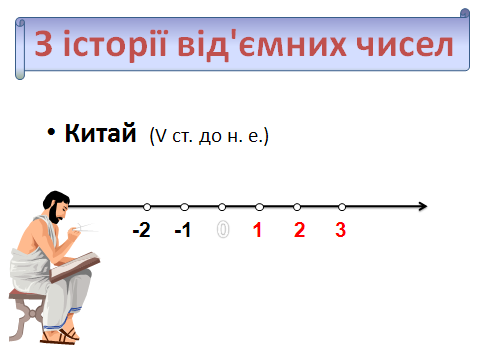 З історії від'ємних чисел
• Китай (V ст. до н. е.)
-2 -1 0 1 2 3